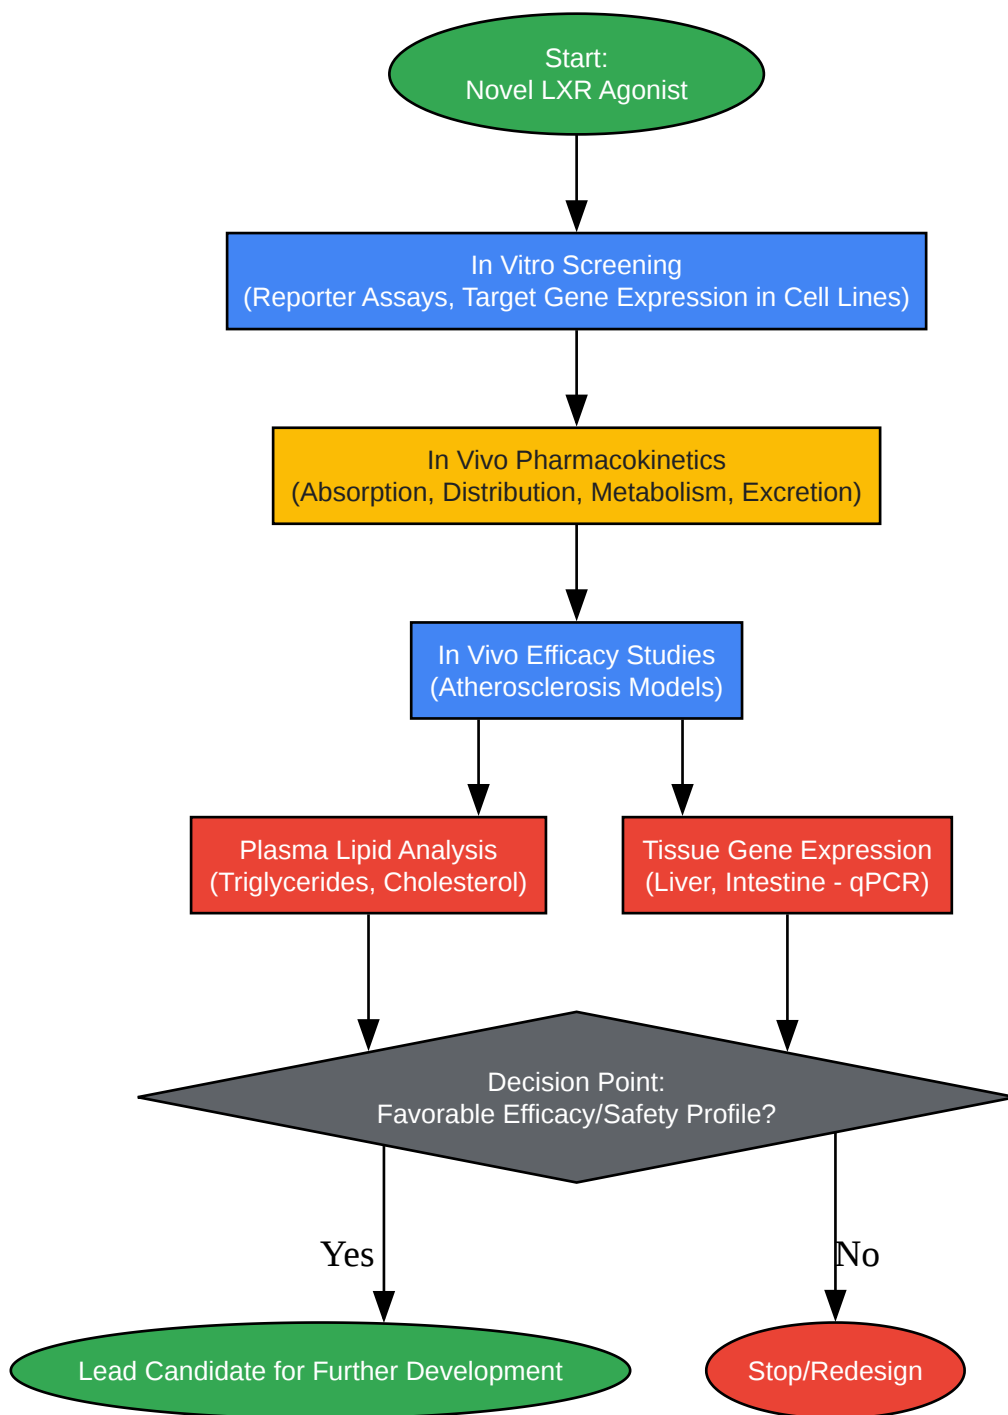 Start:
Novel LXR Agonist
In Vitro Screening
(Reporter Assays, Target Gene Expression in Cell Lines)
In Vivo Pharmacokinetics
(Absorption, Distribution, Metabolism, Excretion)
In Vivo Efficacy Studies
(Atherosclerosis Models)
Plasma Lipid Analysis
(Triglycerides, Cholesterol)
Tissue Gene Expression
(Liver, Intestine - qPCR)
Decision Point:
Favorable Efficacy/Safety Profile?
Yes
No
Lead Candidate for Further Development
Stop/Redesign